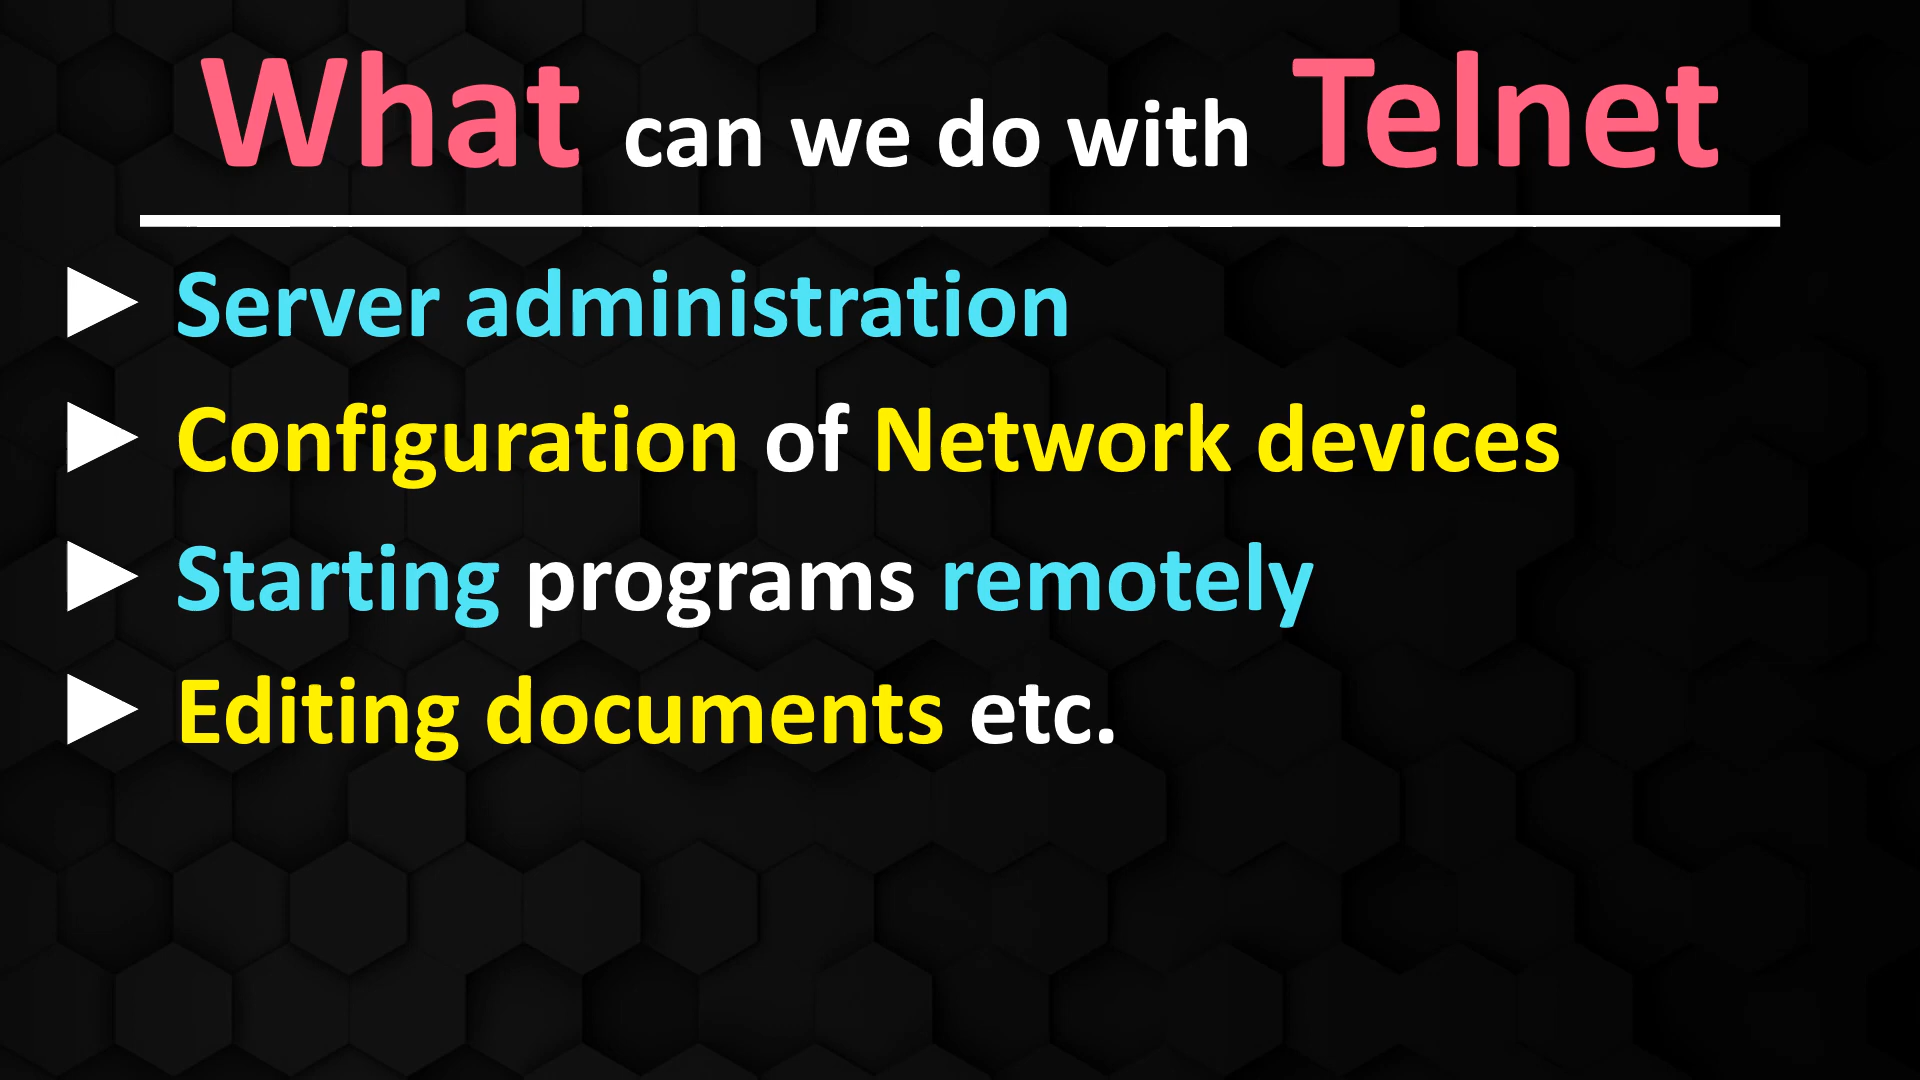 What can we do with Telnet
Server administration
Configuration of Network devices
Starting programs remotely
Editing documents etc.